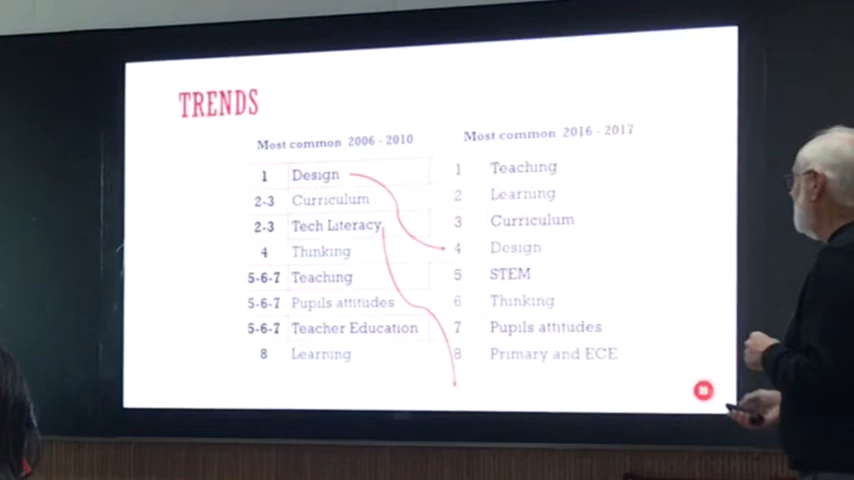 TRENDS
Most common 2006 - 2010
1 Design
2-3 Curriculum
2-3 Tech Literacy
4 Thinking
5-6-7 Teaching
5-6-7 Pupils attitudes
5-6-7 Teacher Education
8 Learning
Most common 2016 - 2017
1 Teaching
2 Learning
3 Curriculum
4 Design
5 STEM
6 Thinking
7 Pupils attitudes
8 Primary and ECE